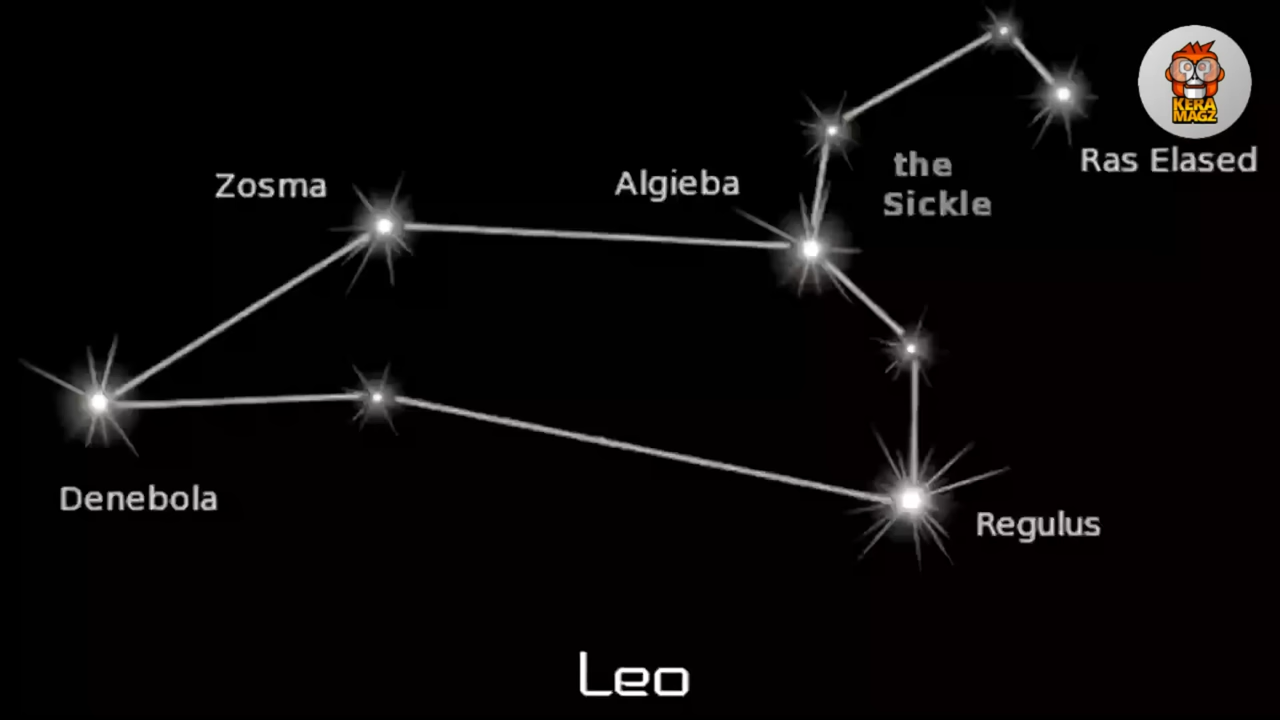 KERA
MAGZ
Ras Elased
the
Sickle
Algieba
Zosma
Denebola
Regulus
Leo